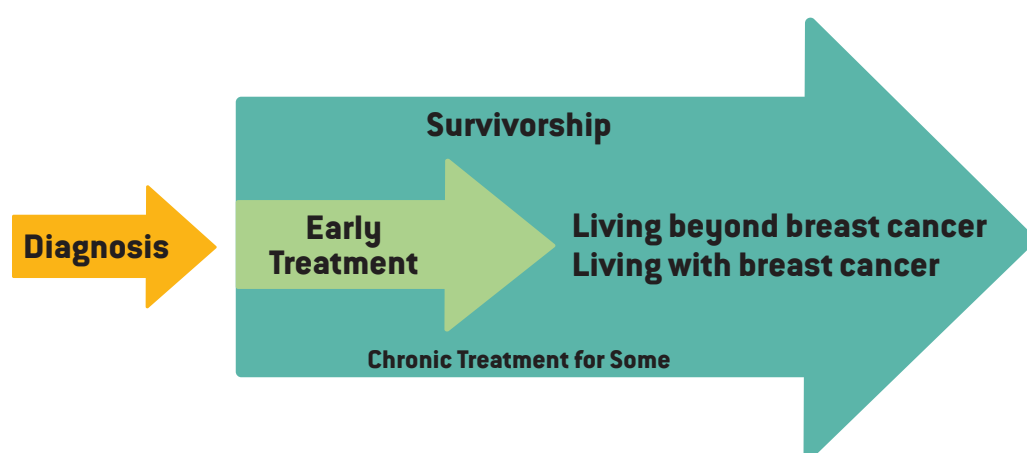 Survivorship
Diagnosis
Early
Treatment
Living beyond breast cancer
Living with breast cancer
Chronic Treatment for Some